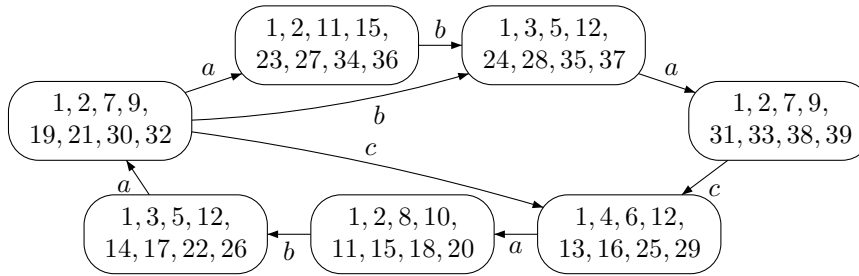 1, 2, 11, 15,
23, 27, 34, 36
b
1, 3, 5, 12,
24, 28, 35, 37
a
a
1, 2, 7, 9,
19, 21, 30, 32
b
c
1, 2, 7, 9,
31, 33, 38, 39
c
a
1, 3, 5, 12,
14, 17, 22, 26
b
1, 2, 8, 10,
11, 15, 18, 20
a
1, 4, 6, 12,
13, 16, 25, 29